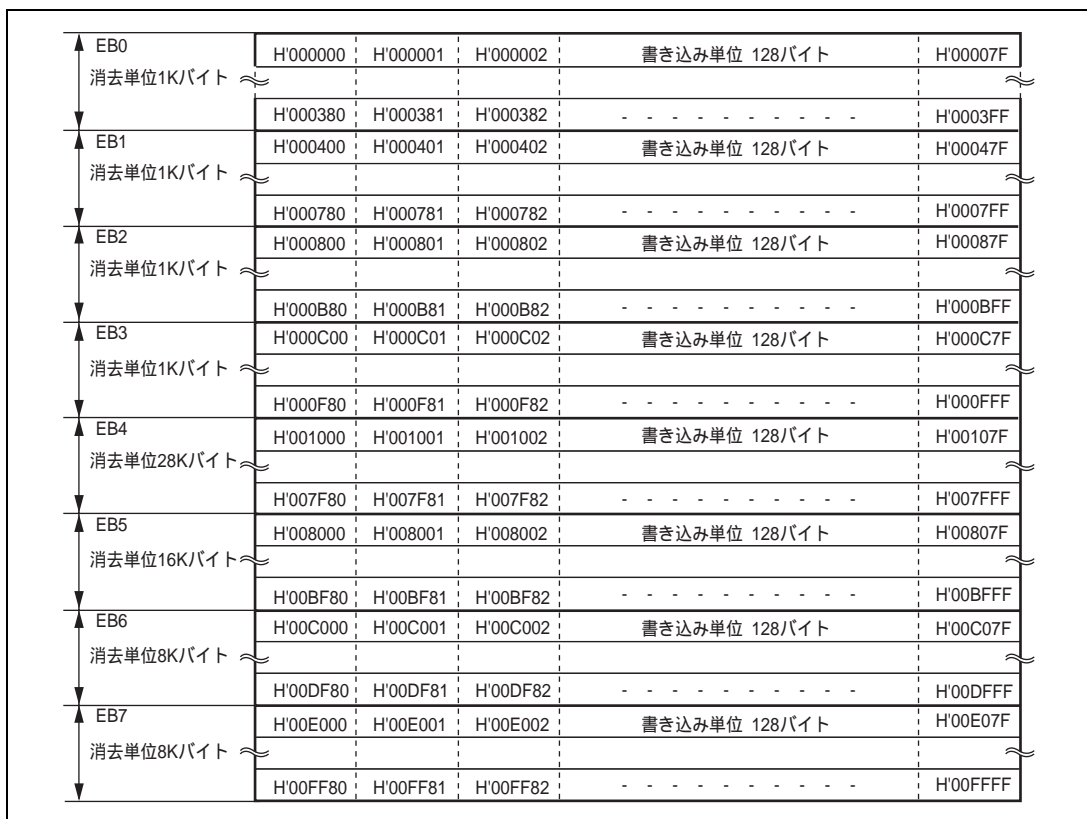 EB0
H'000000 H'000001 H'000002 書き込み単位 128バイト H'00007F
消去単位1Kバイト
H'000380 H'000381 H'000382 - - - - - - - - - - H'0003FF
EB1
H'000400 H'000401 H'000402 書き込み単位 128バイト H'00047F
消去単位1Kバイト
H'000780 H'000781 H'000782 - - - - - - - - - - H'0007FF
EB2
H'000800 H'000801 H'000802 書き込み単位 128バイト H'00087F
消去単位1Kバイト
H'000B80 H'000B81 H'000B82 - - - - - - - - - - H'000BFF
EB3
H'000C00 H'000C01 H'000C02 書き込み単位 128バイト H'000C7F
消去単位1Kバイト
H'000F80 H'000F81 H'000F82 - - - - - - - - - - H'000FFF
EB4
H'001000 H'001001 H'001002 書き込み単位 128バイト H'00107F
消去単位28Kバイト
H'007F80 H'007F81 H'007F82 - - - - - - - - - - H'007FFF
EB5
H'008000 H'008001 H'008002 書き込み単位 128バイト H'00807F
消去単位16Kバイト
H'00BF80 H'00BF81 H'00BF82 - - - - - - - - - - H'00BFFF
EB6
H'00C000 H'00C001 H'00C002 書き込み単位 128バイト H'00C07F
消去単位8Kバイト
H'00DF80 H'00DF81 H'00DF82 - - - - - - - - - - H'00DFFF
EB7
H'00E000 H'00E001 H'00E002 書き込み単位 128バイト H'00E07F
消去単位8Kバイト
H'00FF80 H'00FF81 H'00FF82 - - - - - - - - - - H'00FFFF